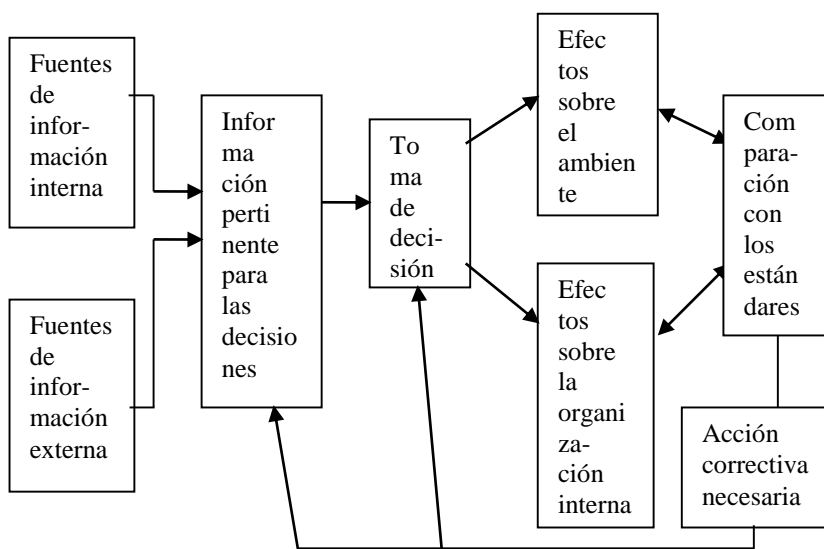 Fuentes
de
infor-
mación
interna
Fuentes
de
infor-
mación
externa
Infor
ma
ción
perti
nente
para
las
decisio
nes
To
ma
de
deci-
sión
Efec
tos
sobre
el
ambiente
Efec
tos
sobre
la
organi
za-
ción
interna
Com
para-
ción
con
los
están
dares
Acción
correctiva
necesaria